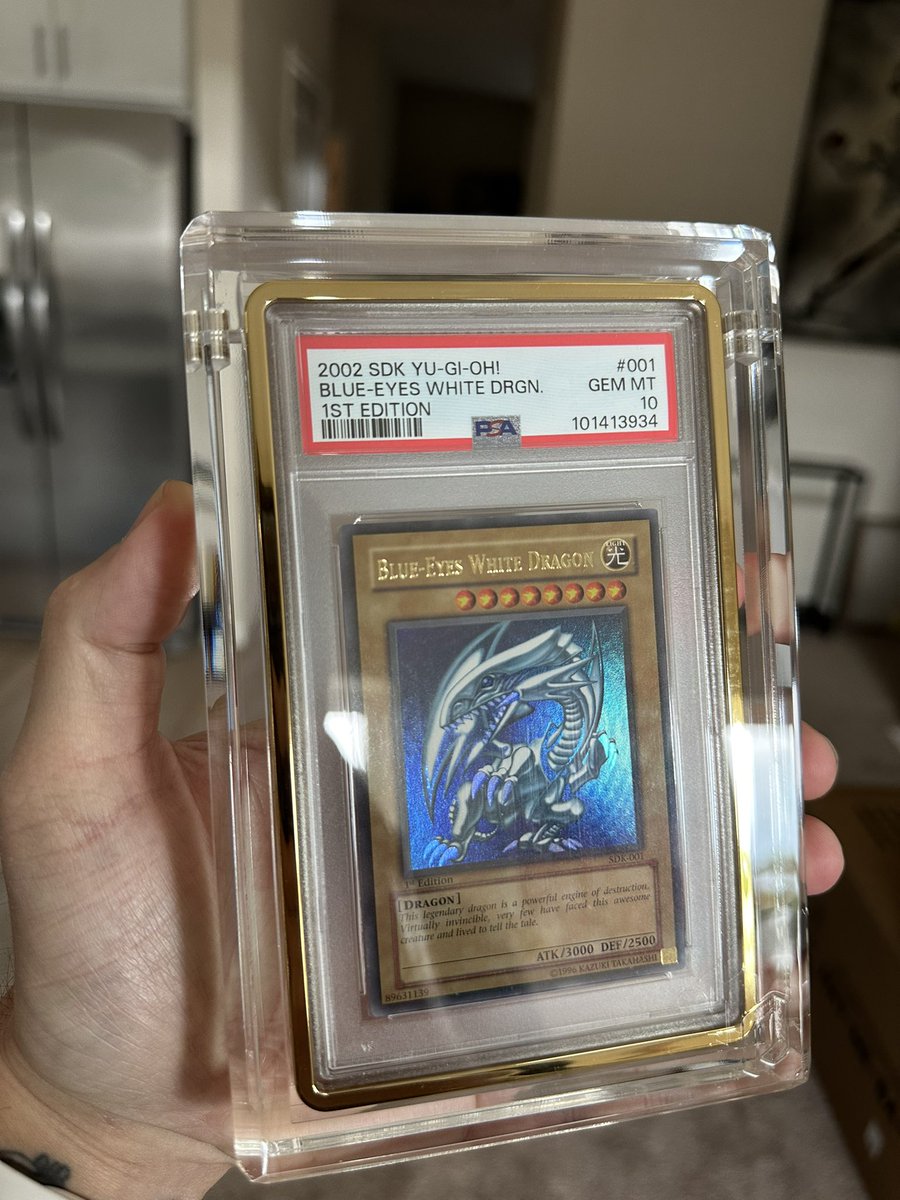 2002 SDK YU-GI-OH! #001
BLUE-EYES WHITE DRGN. GEM MT
1ST EDITION 10
PSA 101413934
BLUE-EYES WHITE DRAGON
LIGHT
光
SDK-001
1st Edition
[DRAGON]
This legendary dragon is a powerful engine of destruction.
Virtually invincible, very few have faced this awesome
creature and lived to tell the tale.
ATK/3000 DEF/2500
89631139 ©1996 KAZUKI TAKAHASHI